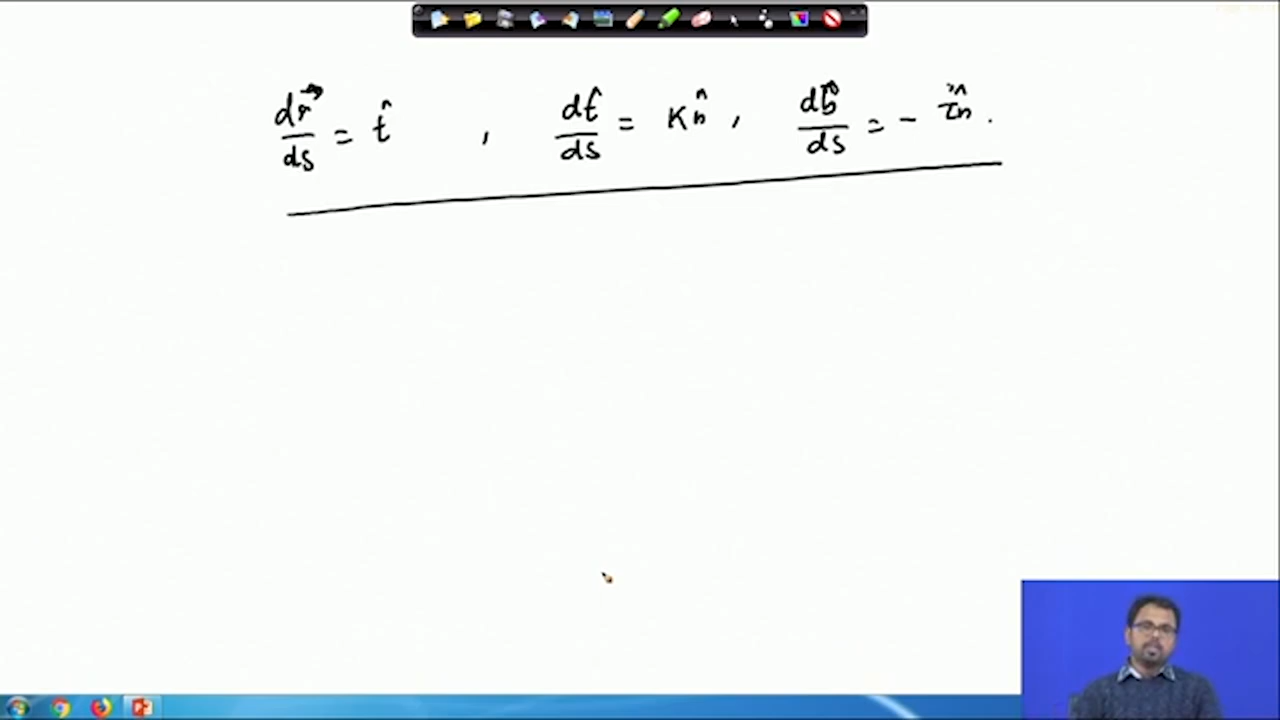 dr⃗/ds = t̂ , dt̂/ds = κn̂ , db̂/ds = − τn̂ .